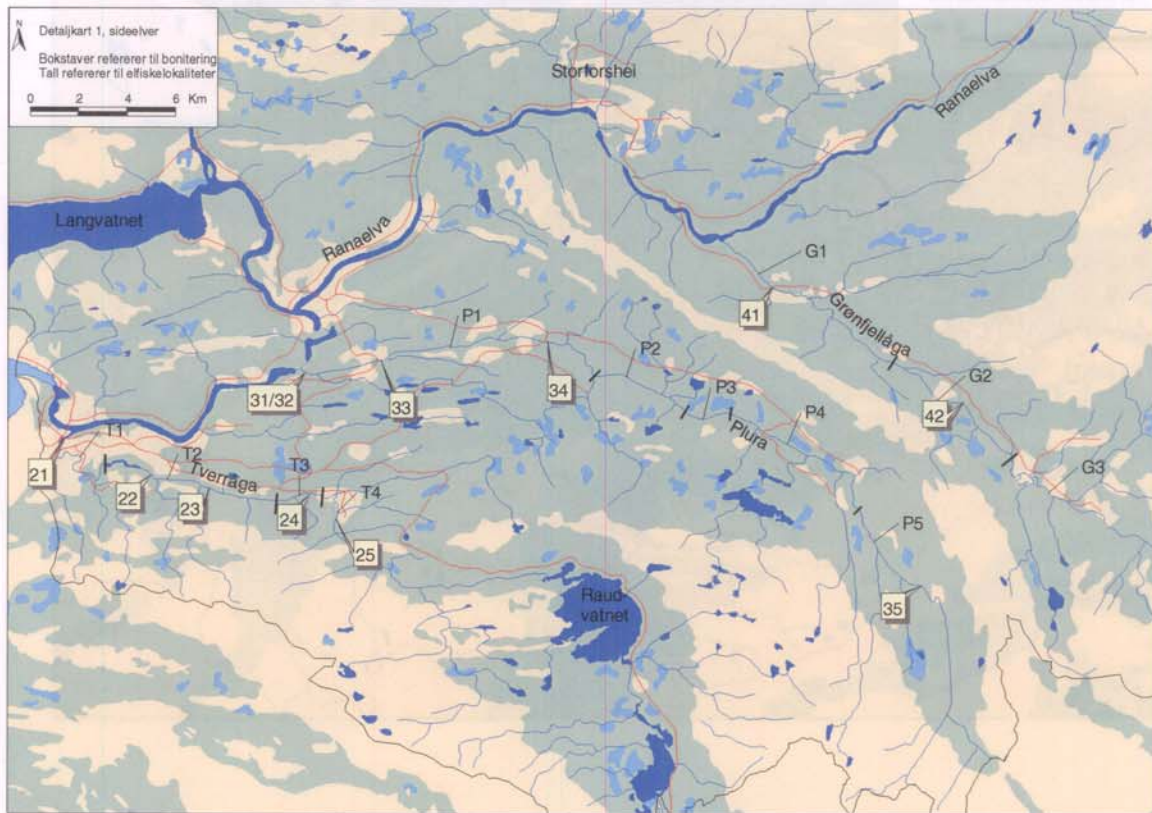 N
Detaljkart 1, sideelver
Bokstaver refererer til bonitering
Tall refererer til elfiskelokaliteter
0 2 4 6 Km
Storforshei
Ranaelva
Langvatnet
Ranaelva
G1
41
Grønfjellåga
P1
P2
34
31/32
33
P3
Plura
P4
G2
42
G3
21
T1
T2
22
Tverråga
23
T3
24
T4
25
P5
35
Raud-
vatnet